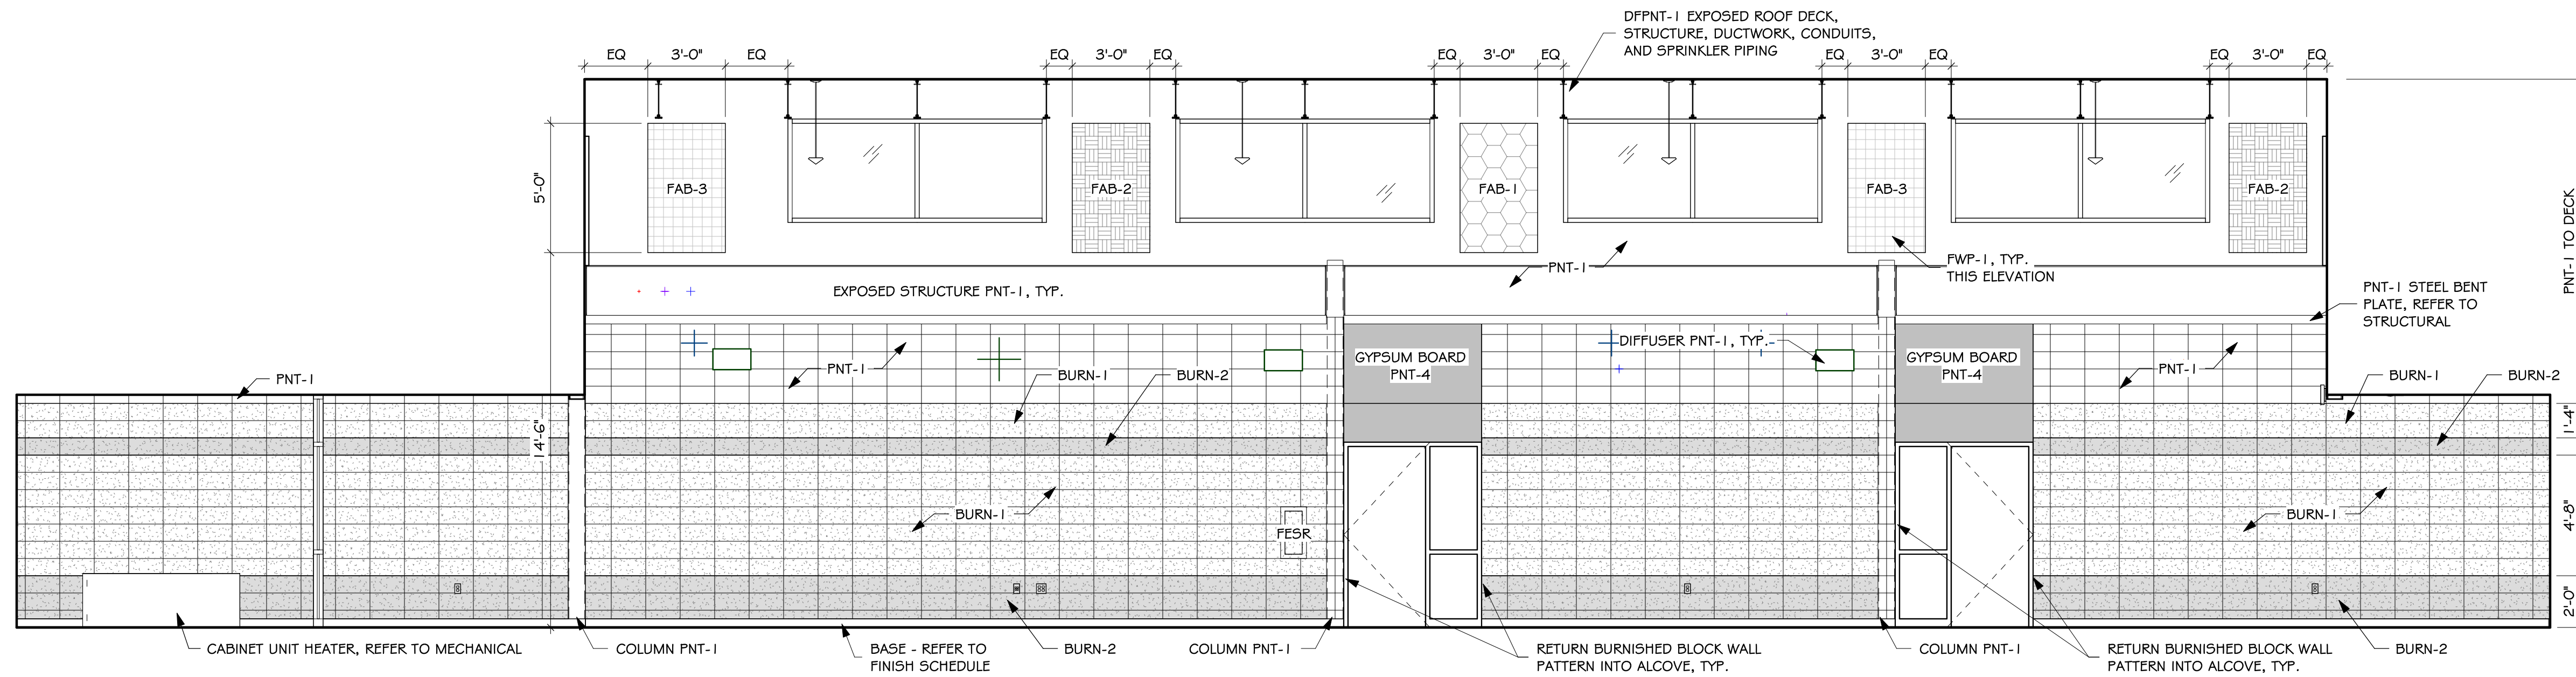 DFPNT-1 EXPOSED ROOF DECK,
STRUCTURE, DUCTWORK, CONDUITS,
AND SPRINKLER PIPING
EQ 3'-0" EQ EQ 3'-0" EQ EQ 3'-0" EQ EQ 3'-0" EQ EQ 3'-0" EQ
5'-0"
FAB-3 FAB-2 FAB-1 FAB-3 FAB-2
PNT-1 TO DECK
PNT-1
FWP-1, TYP.
THIS ELEVATION
EXPOSED STRUCTURE PNT-1, TYP.
PNT-1 STEEL BENT
PLATE, REFER TO
STRUCTURAL
DIFFUSER PNT-1, TYP.
GYPSUM BOARD
PNT-4
GYPSUM BOARD
PNT-4
PNT-1
PNT-1
PNT-1
BURN-1
BURN-2
BURN-1
BURN-2
14'-6"
1'-4"
BURN-1
BURN-1
4'-8"
FESR
2'-0"
CABINET UNIT HEATER, REFER TO MECHANICAL
COLUMN PNT-1
BASE - REFER TO
FINISH SCHEDULE
BURN-2
COLUMN PNT-1
RETURN BURNISHED BLOCK WALL
PATTERN INTO ALCOVE, TYP.
COLUMN PNT-1
RETURN BURNISHED BLOCK WALL
PATTERN INTO ALCOVE, TYP.
BURN-2